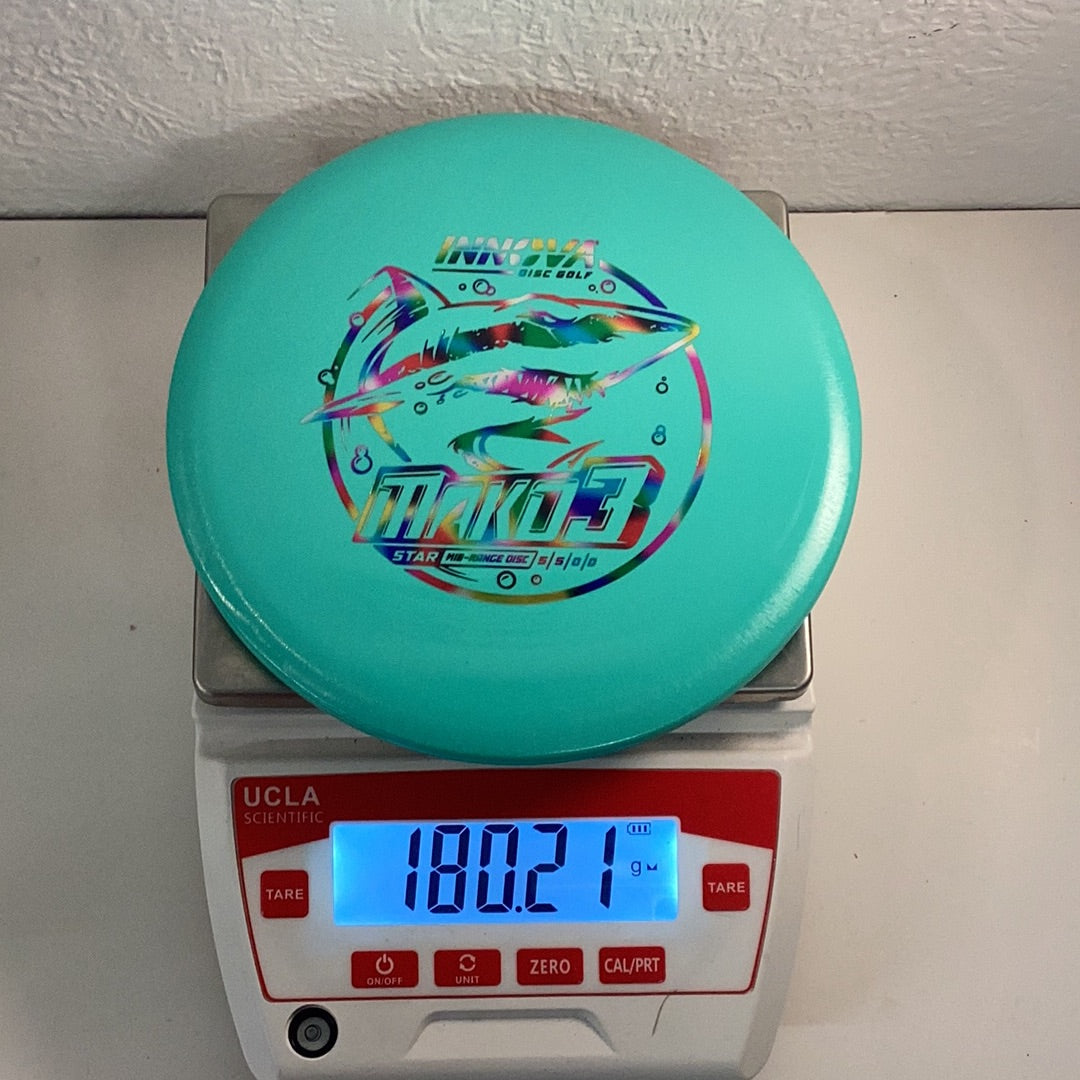 INNOVA
DISC GOLF
MAKO3
STAR MID-RANGE DISC 5/5/0/0
UCLA
SCIENTIFIC
180.21 g
TARE
TARE
ON/OFF
UNIT
ZERO
CAL/PRT